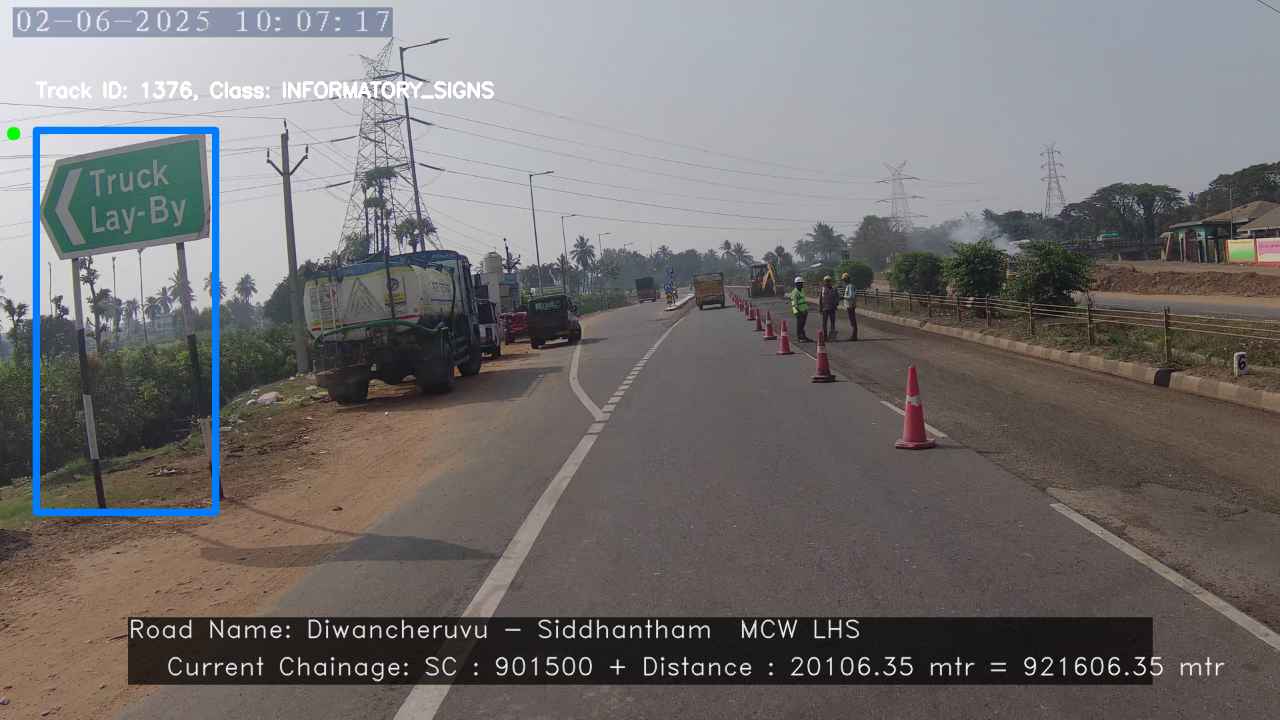 02-06-2025 10:07:17
Track ID: 1376, Class: INFORMATORY_SIGNS
Truck
Lay-By
6
Road Name: Diwancheruvu - Siddhantham MCW LHS
Current Chainage: SC : 901500 + Distance : 20106.35 mtr = 921606.35 mtr